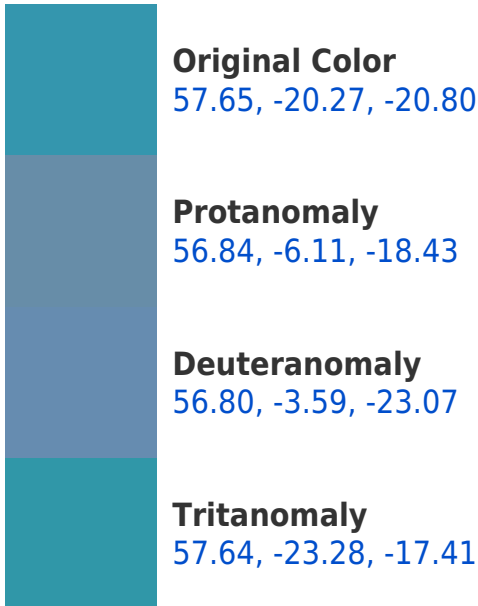 Original Color
57.65, -20.27, -20.80
Protanomaly
56.84, -6.11, -18.43
Deuteranomaly
56.80, -3.59, -23.07
Tritanomaly
57.64, -23.28, -17.41